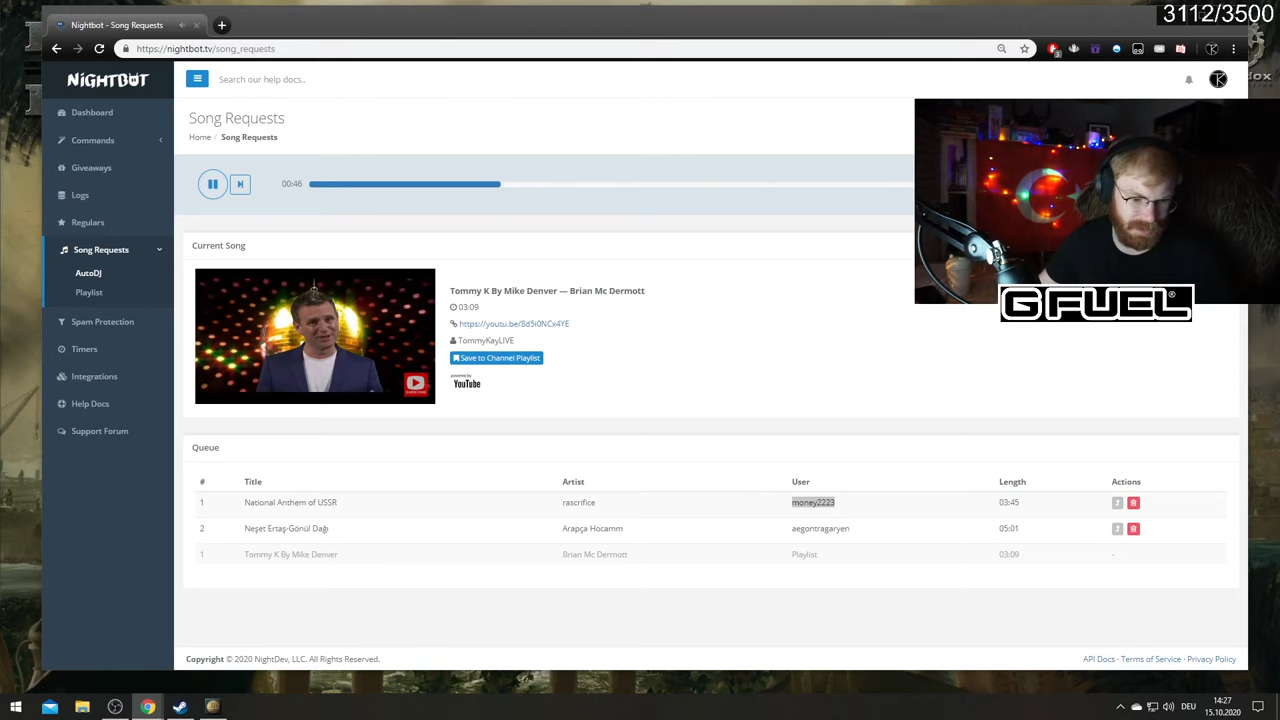 3112/3500
Nightbot - Song Requests
https://nightbot.tv/song_requests
NIGHTBOT
Search our help docs..
Dashboard
Commands
Giveaways
Logs
Regulars
Song Requests
AutoDJ
Playlist
Spam Protection
Timers
Integrations
Help Docs
Support Forum
Song Requests
Home / Song Requests
00:46
Current Song
Tommy K By Mike Denver — Brian Mc Dermott
03:09
https://youtu.be/8d5i0NCx4YE
TommyKayLIVE
Save to Channel Playlist
powered by
YouTube
G FUEL®
Queue
# Title Artist User Length Actions
1 National Anthem of USSR rascrifice money2223 03:45
2 Neşet Ertaş-Gönül Dağı Arapça Hocamm aegontragaryen 05:01
1 Tommy K By Mike Denver Brian Mc Dermott Playlist 03:09 -
Copyright © 2020 NightDev, LLC. All Rights Reserved.
API Docs · Terms of Service · Privacy Policy
DEU
14:27
15.10.2020